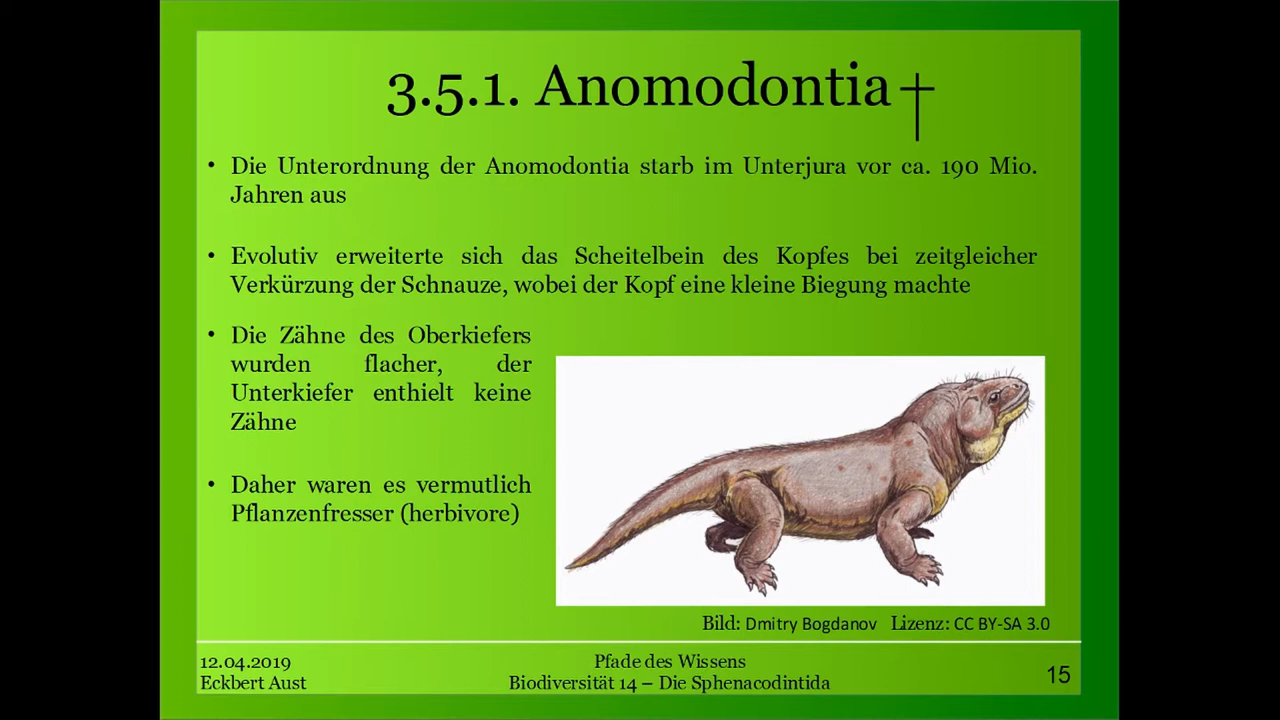 3.5.1. Anomodontia†
• Die Unterordnung der Anomodontia starb im Unterjura vor ca. 190 Mio.
Jahren aus
• Evolutiv erweiterte sich das Scheitelbein des Kopfes bei zeitgleicher
Verkürzung der Schnauze, wobei der Kopf eine kleine Biegung machte
• Die Zähne des Oberkiefers
wurden flacher, der
Unterkiefer enthielt keine
Zähne
• Daher waren es vermutlich
Pflanzenfresser (herbivore)
Bild: Dmitry Bogdanov Lizenz: CC BY-SA 3.0
12.04.2019
Eckbert Aust
Pfade des Wissens
Biodiversität 14 – Die Sphenacodintida
15